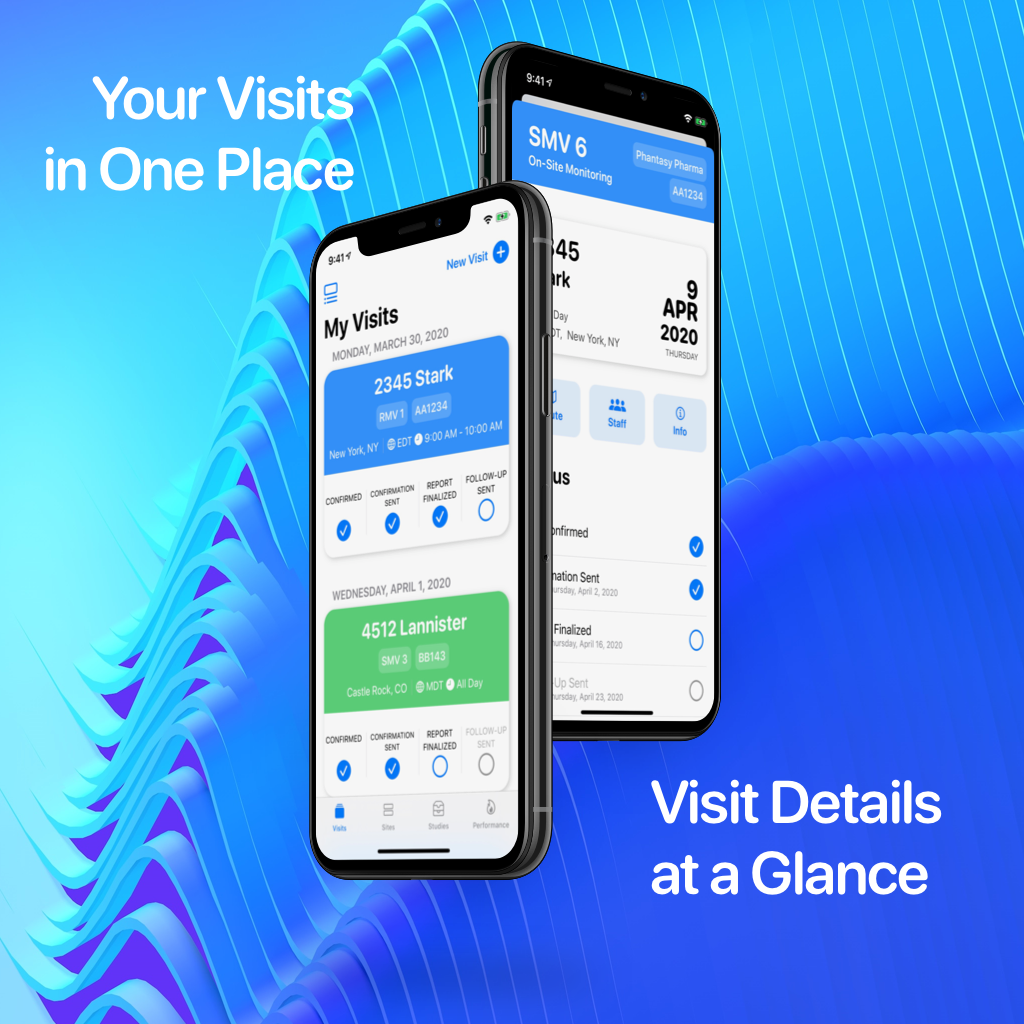 Your Visits
in One Place
9:41
New Visit
My Visits
MONDAY, MARCH 30, 2020
2345 Stark
RMV 1 AA1234
New York, NY EDT 9:00 AM - 10:00 AM
CONFIRMED
CONFIRMATION
SENT
REPORT
FINALIZED
FOLLOW-UP
SENT
WEDNESDAY, APRIL 1, 2020
4512 Lannister
SMV 3 BB143
Castle Rock, CO MDT All Day
CONFIRMED
CONFIRMATION
SENT
REPORT
FINALIZED
FOLLOW-UP
SENT
Visits Sites Studies Performance
9:41
SMV 6
On-Site Monitoring
Phantasy Pharma
AA1234
345
ark
Day
DT, New York, NY
9
APR
2020
THURSDAY
ute Staff Info
us
onfirmed
mation Sent
ursday, April 2, 2020
Finalized
ursday, April 16, 2020
-Up Sent
ursday, April 23, 2020
Visit Details
at a Glance